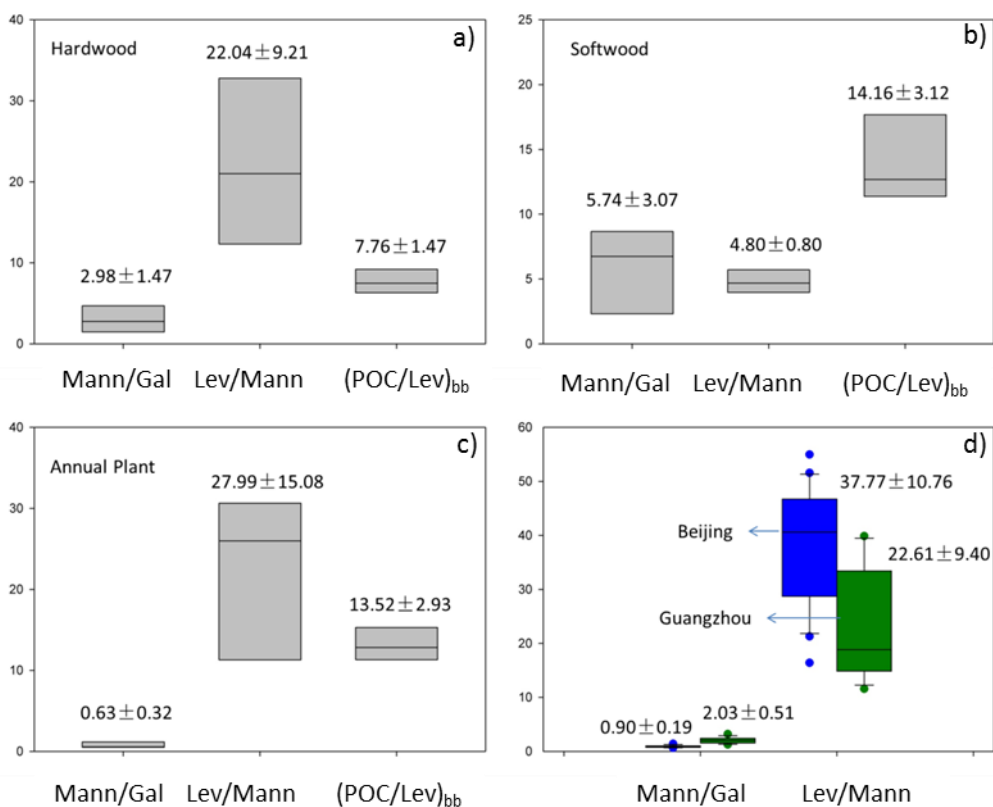 a)
Hardwood
22.04±9.21
2.98±1.47
7.76±1.47
40
30
20
10
0
Mann/Gal Lev/Mann (POC/Lev)bb
b)
Softwood
14.16±3.12
5.74±3.07
4.80±0.80
25
20
15
10
5
0
Mann/Gal Lev/Mann (POC/Lev)bb
c)
Annual Plant
27.99±15.08
13.52±2.93
0.63±0.32
40
30
20
10
0
Mann/Gal Lev/Mann (POC/Lev)bb
d)
37.77±10.76
Beijing
22.61±9.40
Guangzhou
0.90±0.19
2.03±0.51
60
50
40
30
20
10
0
Mann/Gal Lev/Mann